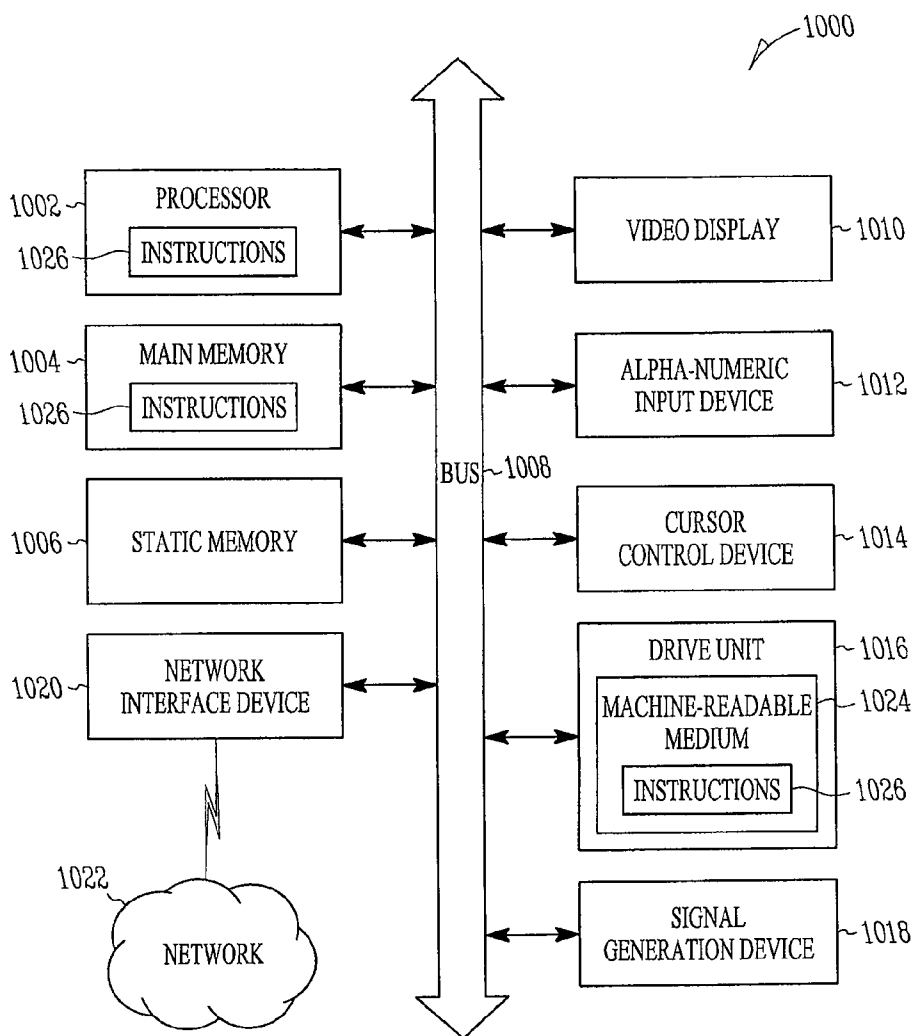 1000
1002
PROCESSOR
1026
INSTRUCTIONS
1004
MAIN MEMORY
1026
INSTRUCTIONS
1006
STATIC MEMORY
1020
NETWORK
INTERFACE DEVICE
1022
NETWORK
BUS
1008
VIDEO DISPLAY
1010
ALPHA-NUMERIC
INPUT DEVICE
1012
CURSOR
CONTROL DEVICE
1014
DRIVE UNIT
1016
MACHINE-READABLE
MEDIUM
1024
INSTRUCTIONS
1026
SIGNAL
GENERATION DEVICE
1018